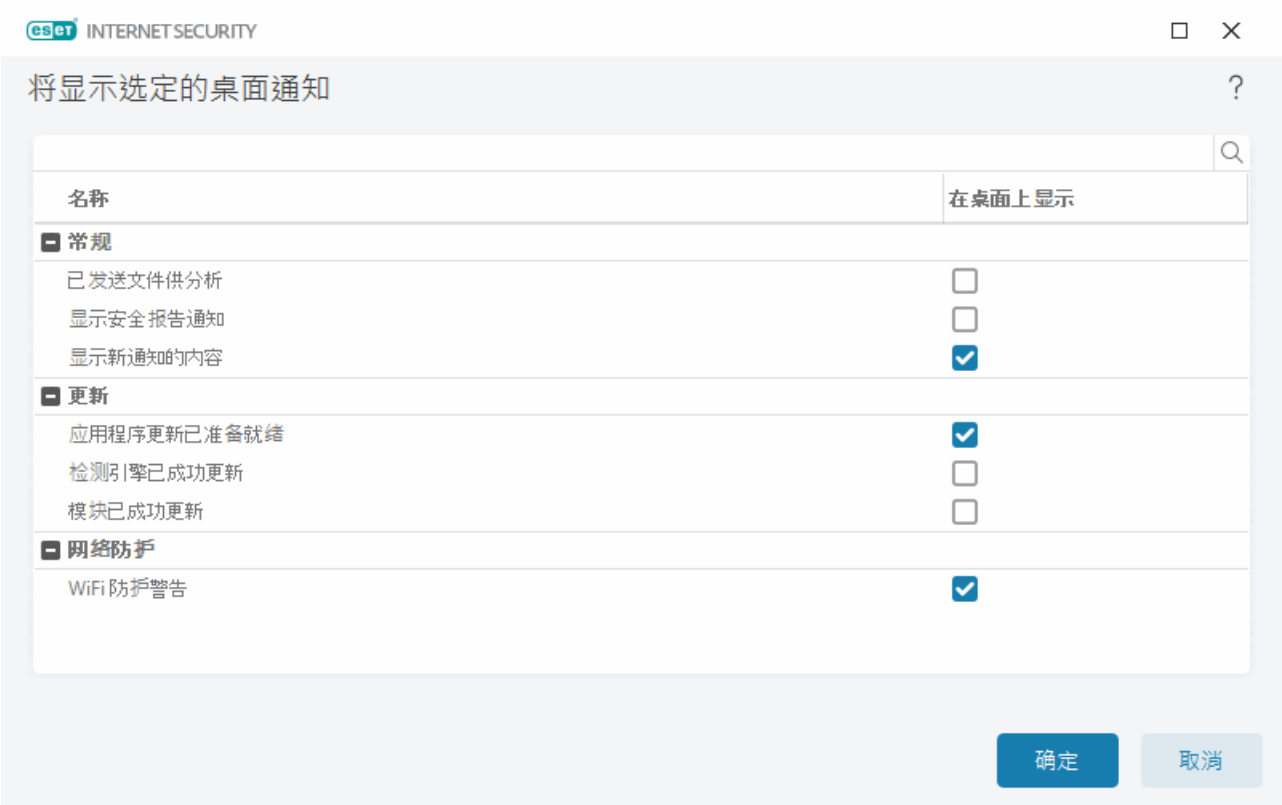 eset INTERNET SECURITY
将显示选定的桌面通知
?
名称 在桌面上显示
常规
已发送文件供分析
显示安全报告通知
显示新通知的内容
更新
应用程序更新已准备就绪
检测引擎已成功更新
模块已成功更新
网络防护
WiFi 防护警告
确定 取消